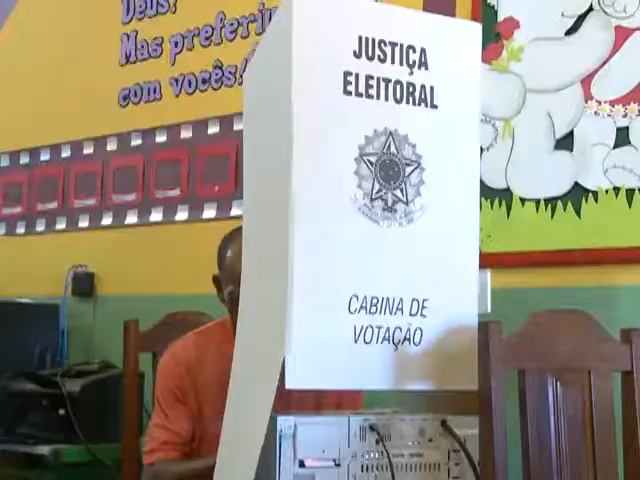 Deus!
Mas preferi
com vocês!
JUSTIÇA
ELEITORAL
CABINA DE
VOTAÇÃO